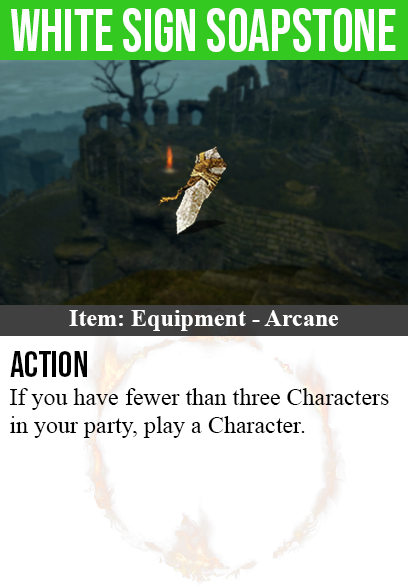 WHITE SIGN SOAPSTONE
Item: Equipment - Arcane
ACTION
If you have fewer than three Characters
in your party, play a Character.